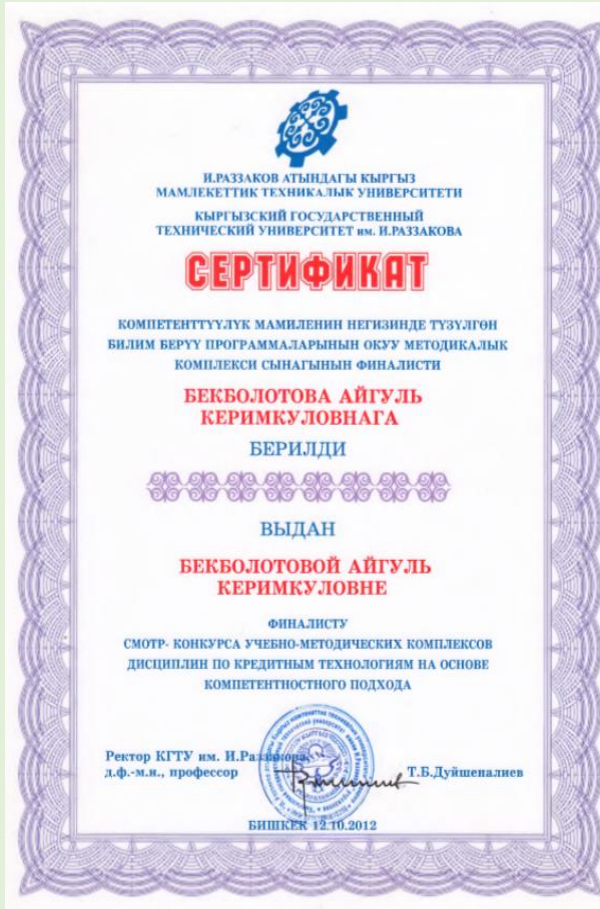 И.РАЗЗАКОВ АТЫНДАГЫ КЫРГЫЗ
МАМЛЕКЕТТИК ТЕХНИКАЛЫК УНИВЕРСИТЕТИ
КЫРГЫЗСКИЙ ГОСУДАРСТВЕННЫЙ
ТЕХНИЧЕСКИЙ УНИВЕРСИТЕТ им. И.РАЗЗАКОВА
СЕРТИФИКАТ
КОМПЕТЕНТТҮҮЛҮК МАМИЛЕНИН НЕГИЗИНДЕ ТҮЗҮЛГӨН
БИЛИМ БЕРҮҮ ПРОГРАММАЛАРЫНЫН ОКУУ МЕТОДИКАЛЫК
КОМПЛЕКСИ СЫНАГЫНЫН ФИНАЛИСТИ
БЕКБОЛОТОВА АЙГУЛЬ
КЕРИМКУЛОВНАГА
БЕРИЛДИ
ВЫДАН
БЕКБОЛОТОВОЙ АЙГУЛЬ
КЕРИМКУЛОВНЕ
ФИНАЛИСТУ
СМОТР- КОНКУРСА УЧЕБНО-МЕТОДИЧЕСКИХ КОМПЛЕКСОВ
ДИСЦИПЛИН ПО КРЕДИТНЫМ ТЕХНОЛОГИЯМ НА ОСНОВЕ
КОМПЕТЕНТНОСТНОГО ПОДХОДА
Ректор КГТУ им. И.Раззакова,
д.ф.-м.н., профессор Т.Б.Дуйшеналиев
БИШКЕК 12.10.2012